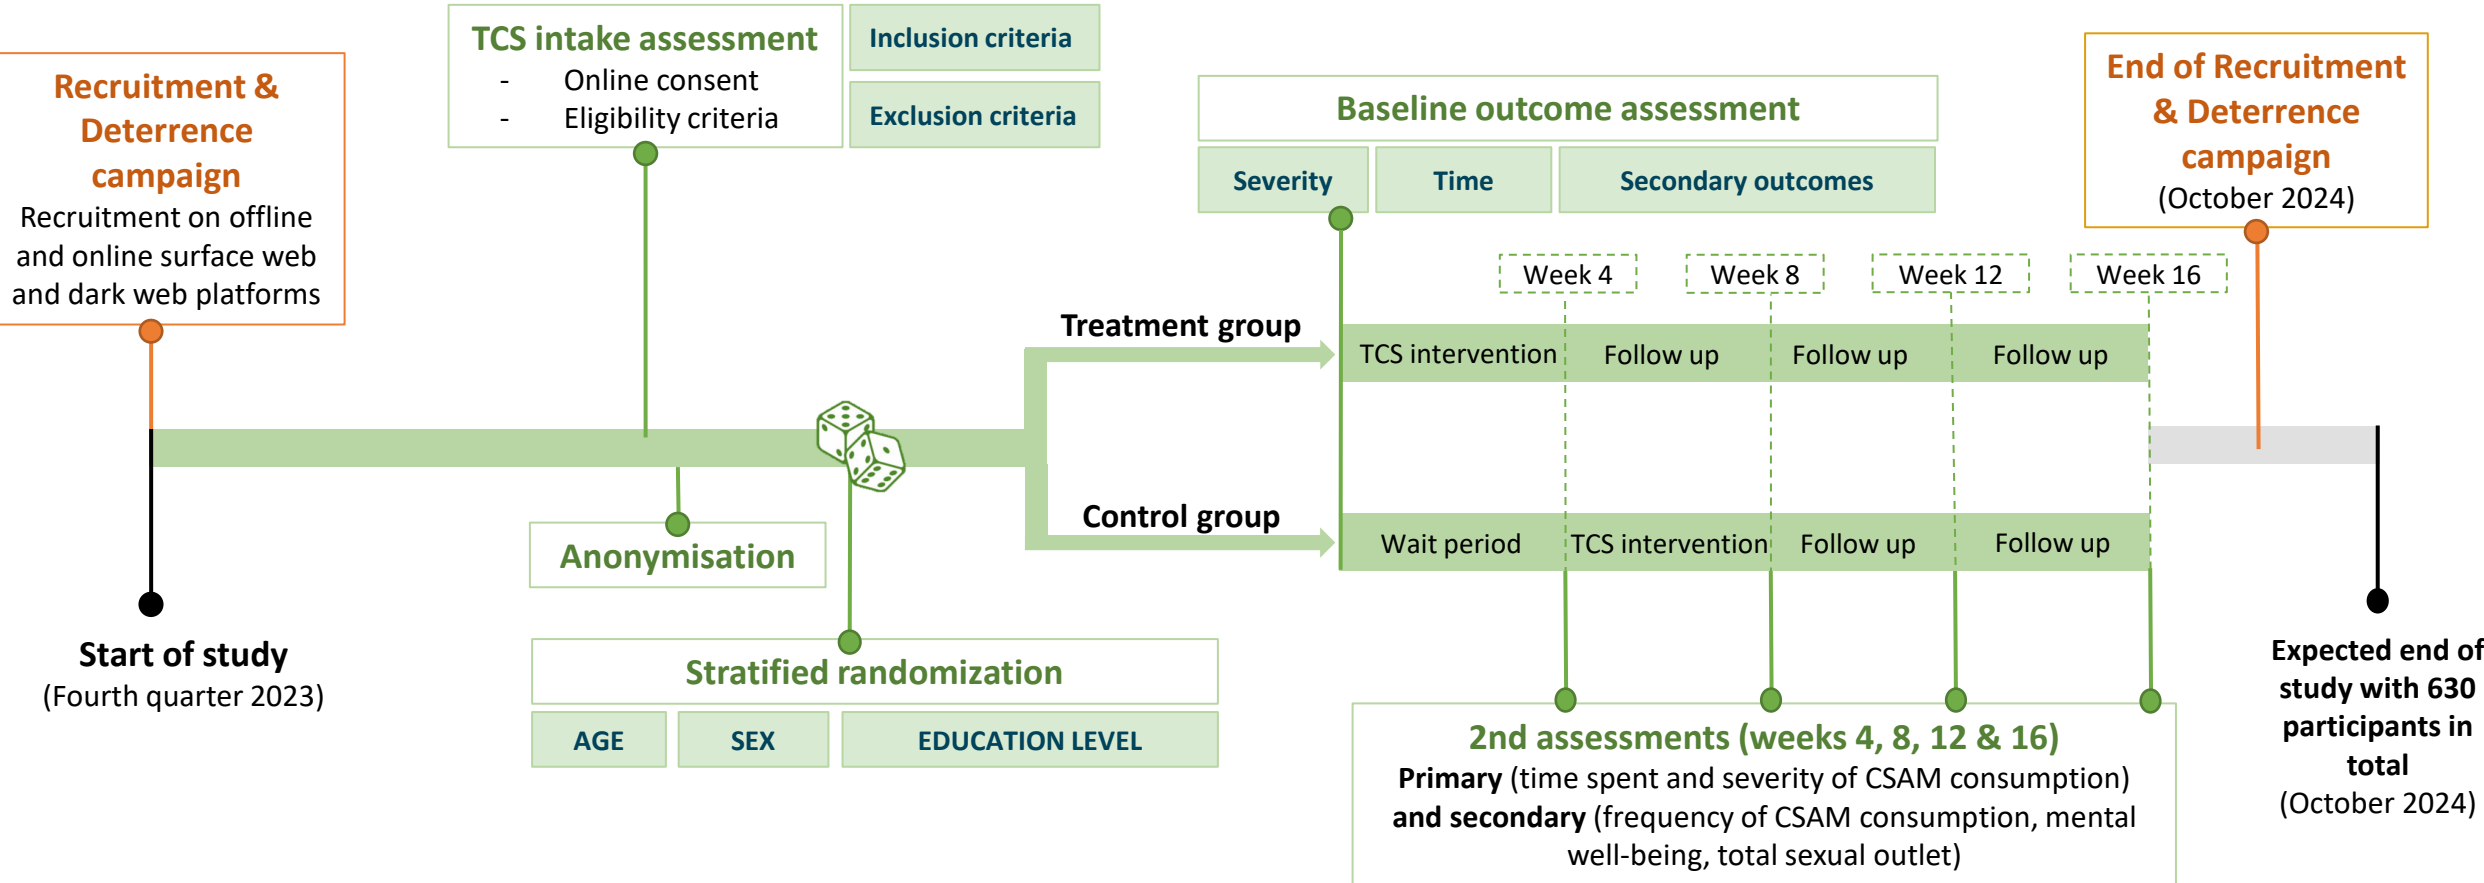 Recruitment &
Deterrence
campaign
Recruitment on offline
and online surface web
and dark web platforms
Start of study
(Fourth quarter 2023)
TCS intake assessment
- Online consent
- Eligibility criteria
Inclusion criteria
Exclusion criteria
Anonymisation
Stratified randomization
AGE
SEX
EDUCATION LEVEL
Treatment group
Control group
Baseline outcome assessment
Severity
Time
Secondary outcomes
Week 4
Week 8
Week 12
Week 16
TCS intervention
Follow up
Follow up
Follow up
Wait period
TCS intervention
Follow up
Follow up
2nd assessments (weeks 4, 8, 12 & 16)
Primary (time spent and severity of CSAM consumption)
and secondary (frequency of CSAM consumption, mental
well-being, total sexual outlet)
End of Recruitment
& Deterrence
campaign
(October 2024)
Expected end of
study with 630
participants in
total
(October 2024)